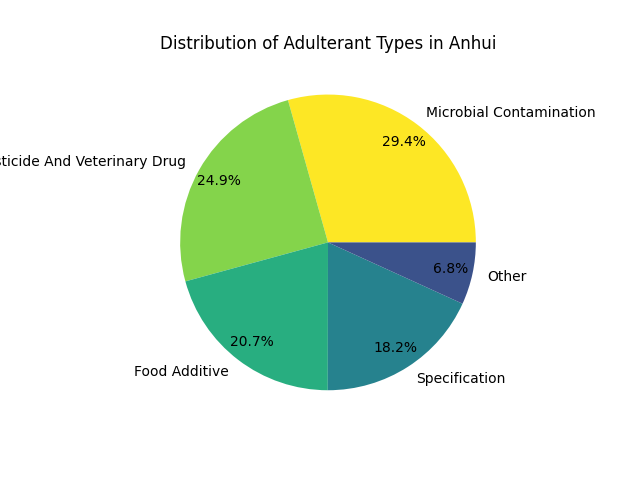 Distribution of Adulterant Types in Anhui
Microbial Contamination
29.4%
sticide And Veterinary Drug
24.9%
20.7%
Food Additive
18.2%
Specification
6.8%
Other